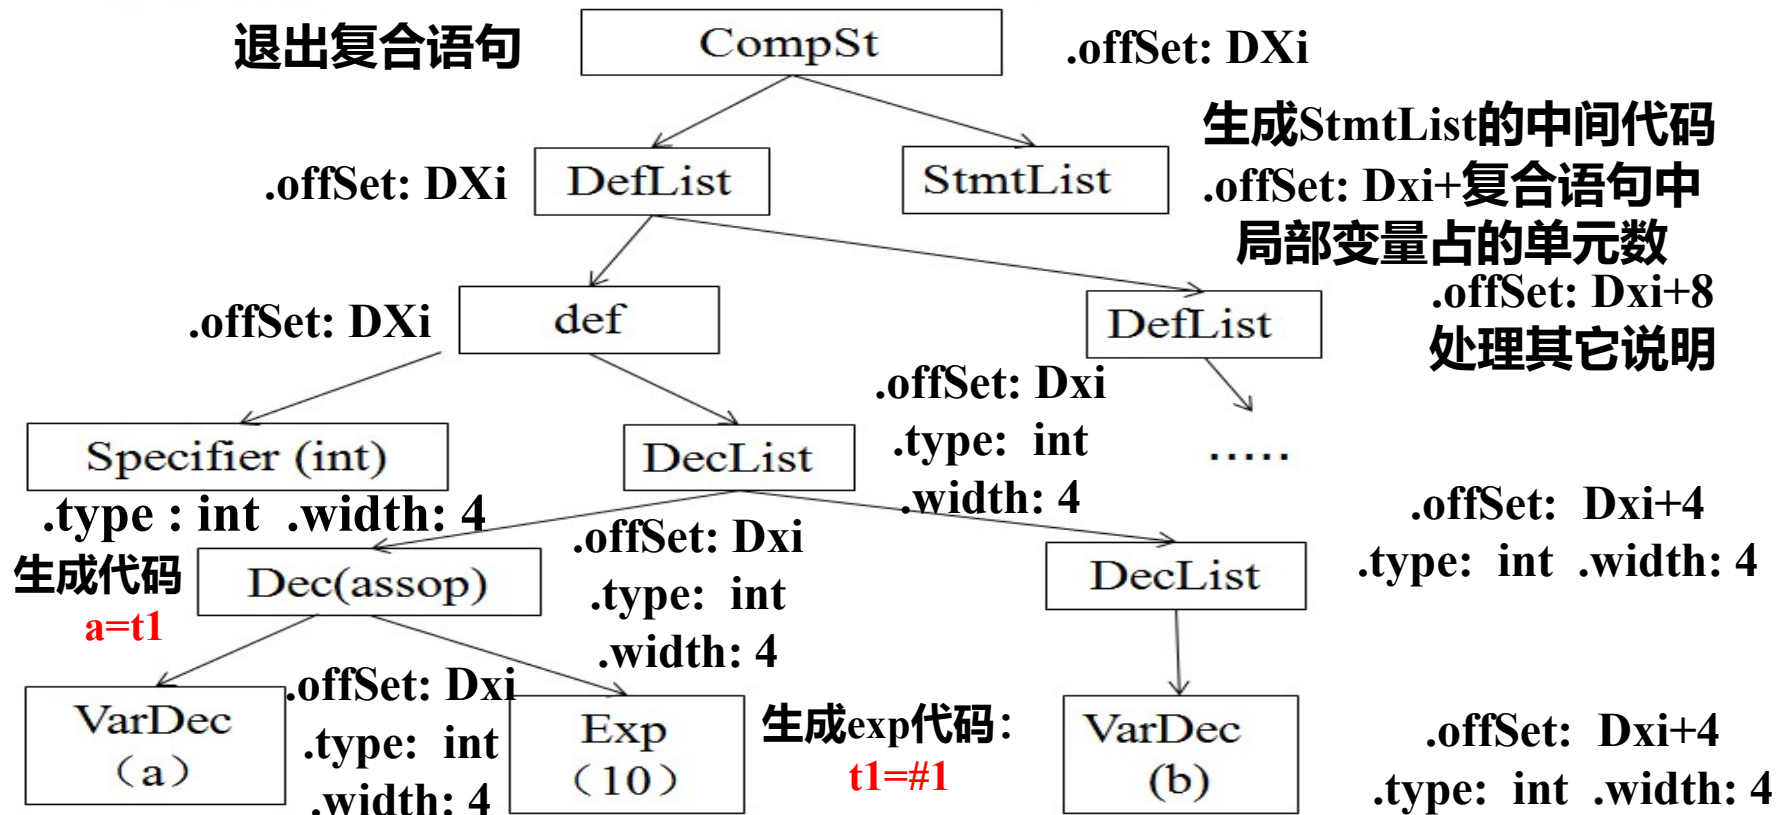 退出复合语句
CompSt
.offSet: DXi
生成StmtList的中间代码
.offSet: DXi
DefList
StmtList
.offSet: Dxi+复合语句中
局部变量占的单元数
.offSet: DXi
def
DefList
.offSet: Dxi+8
处理其它说明
Specifier (int)
.type : int .width: 4
DecList
.offSet: Dxi
.type: int
.width: 4
.....
生成代码
a=t1
Dec(assop)
.offSet: Dxi
.type: int
.width: 4
DecList
.offSet: Dxi+4
.type: int .width: 4
VarDec
（a）
.offSet: Dxi
.type: int
.width: 4
Exp
（10）
生成exp代码：
t1=#1
VarDec
(b)
.offSet: Dxi+4
.type: int .width: 4